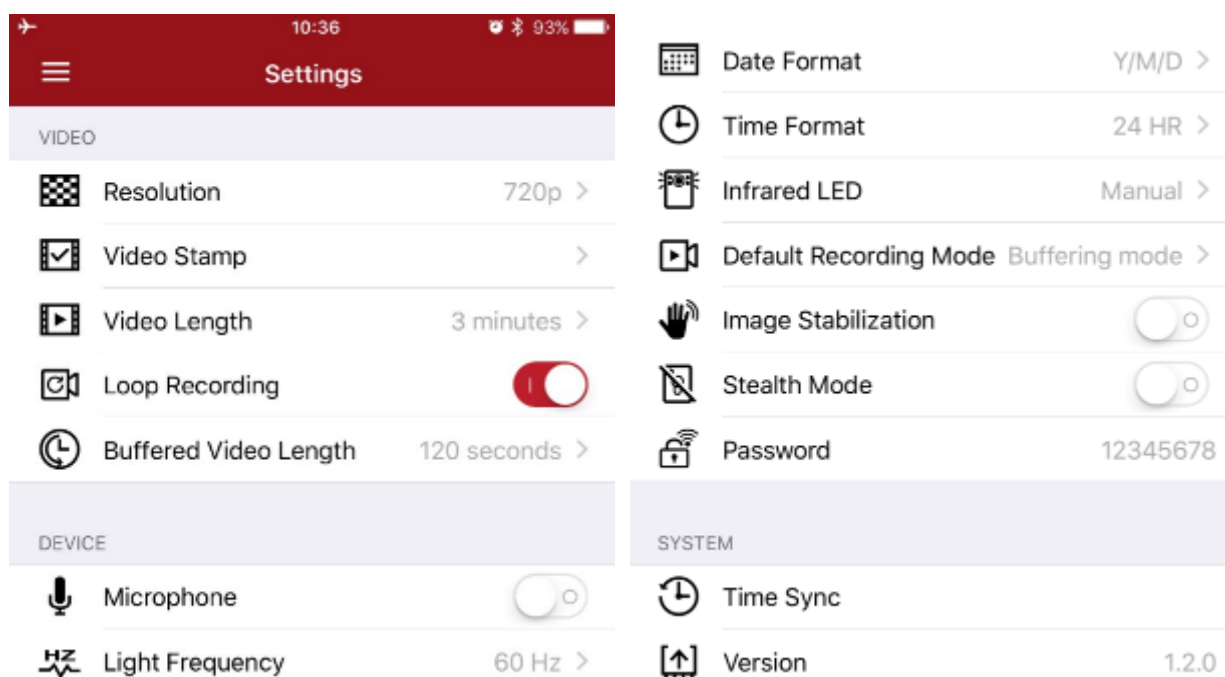 10:36
93%
Settings
VIDEO
Resolution 720p
Video Stamp
Video Length 3 minutes
Loop Recording
Buffered Video Length 120 seconds
DEVICE
Microphone
HZ Light Frequency 60 Hz
Date Format Y/M/D
Time Format 24 HR
Infrared LED Manual
Default Recording Mode Buffering mode
Image Stabilization
Stealth Mode
Password 12345678
SYSTEM
Time Sync
Version 1.2.0